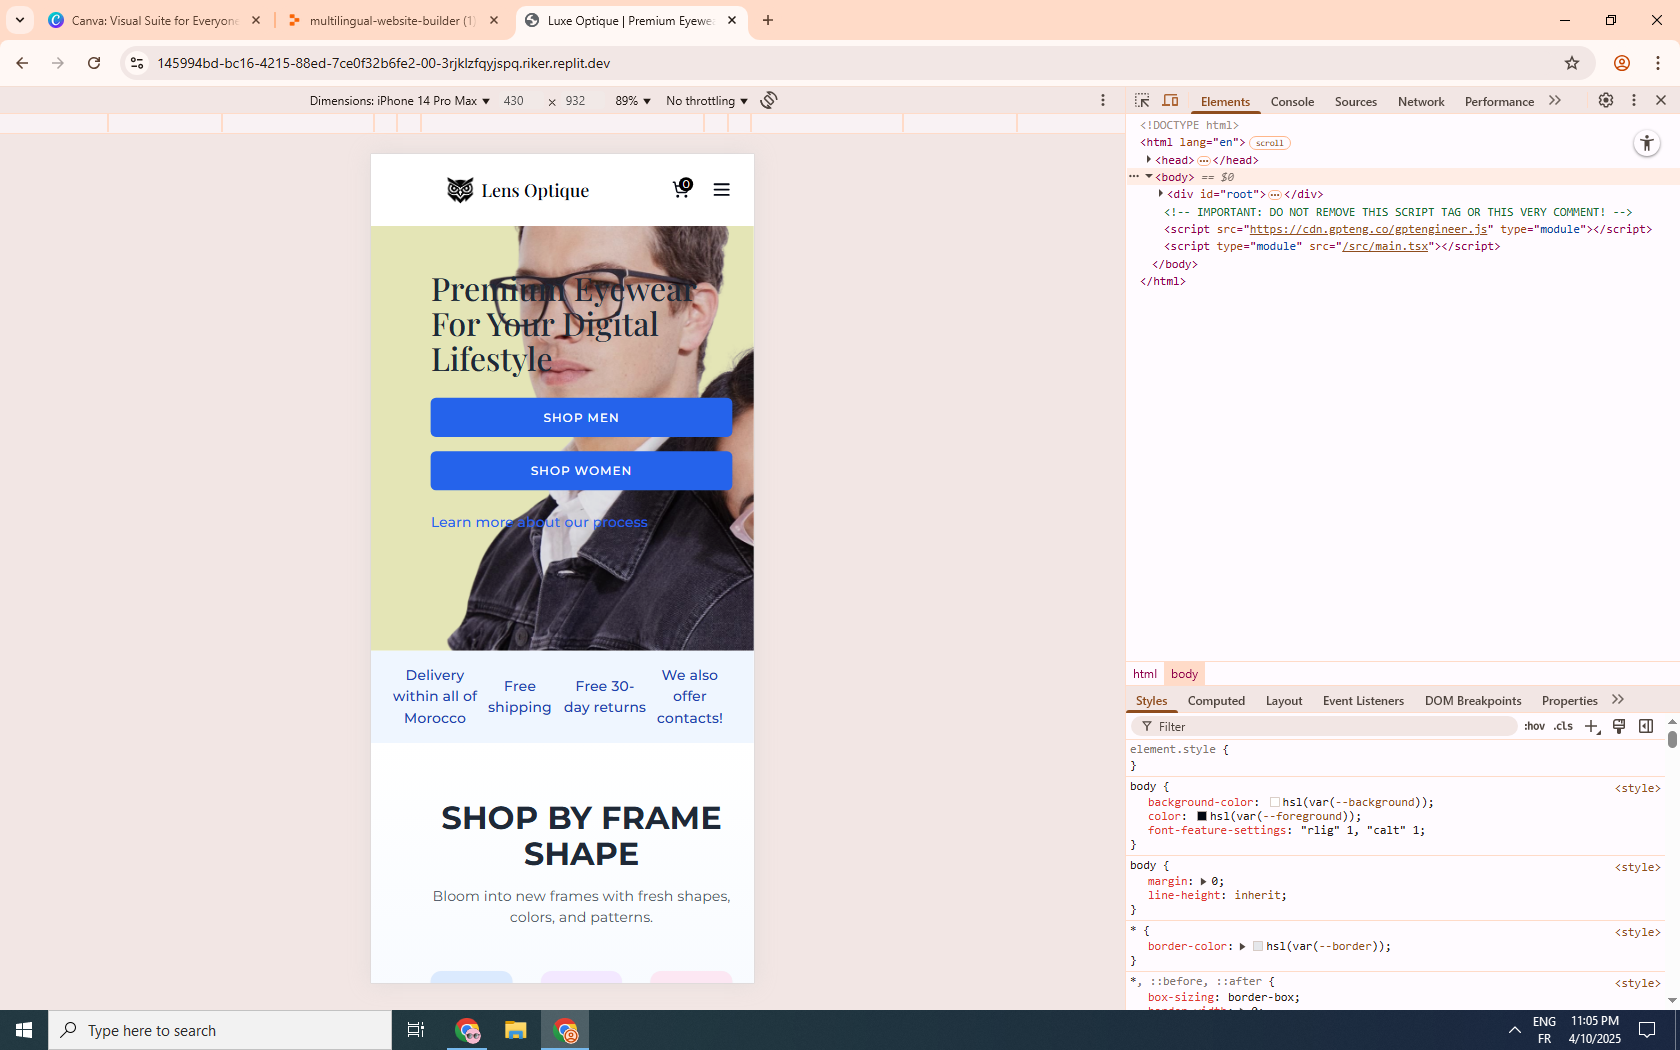 Canva: Visual Suite for Everyone
multilingual-website-builder (1)
Luxe Optique | Premium Eyewea
145994bd-bc16-4215-88ed-7ce0f32b6fe2-00-3rjklzfqyjspq.riker.replit.dev
Dimensions: iPhone 14 Pro Max 430 × 932 89% No throttling
Lens Optique 0
Premium Eyewear
For Your Digital
Lifestyle
SHOP MEN
SHOP WOMEN
Learn more about our process
Delivery within all of Morocco
Free shipping
Free 30-day returns
We also offer contacts!
SHOP BY FRAME
SHAPE
Bloom into new frames with fresh shapes,
colors, and patterns.
Elements Console Sources Network Performance
<!DOCTYPE html>
<html lang="en"> scroll
<head> ... </head>
... <body> == $0
<div id="root"> ... </div>
<!-- IMPORTANT: DO NOT REMOVE THIS SCRIPT TAG OR THIS VERY COMMENT! -->
<script src="https://cdn.gpteng.co/gptengineer.js" type="module"></script>
<script type="module" src="/src/main.tsx"></script>
</body>
</html>
html body
Styles Computed Layout Event Listeners DOM Breakpoints Properties
Filter :hov .cls
element.style {
}
body { <style>
background-color: hsl(var(--background));
color: hsl(var(--foreground));
font-feature-settings: "rlig" 1, "calt" 1;
}
body { <style>
margin: 0;
line-height: inherit;
}
* { <style>
border-color: hsl(var(--border));
}
*, ::before, ::after { <style>
box-sizing: border-box;
border-width: 0;
Type here to search
ENG 11:05 PM
FR 4/10/2025